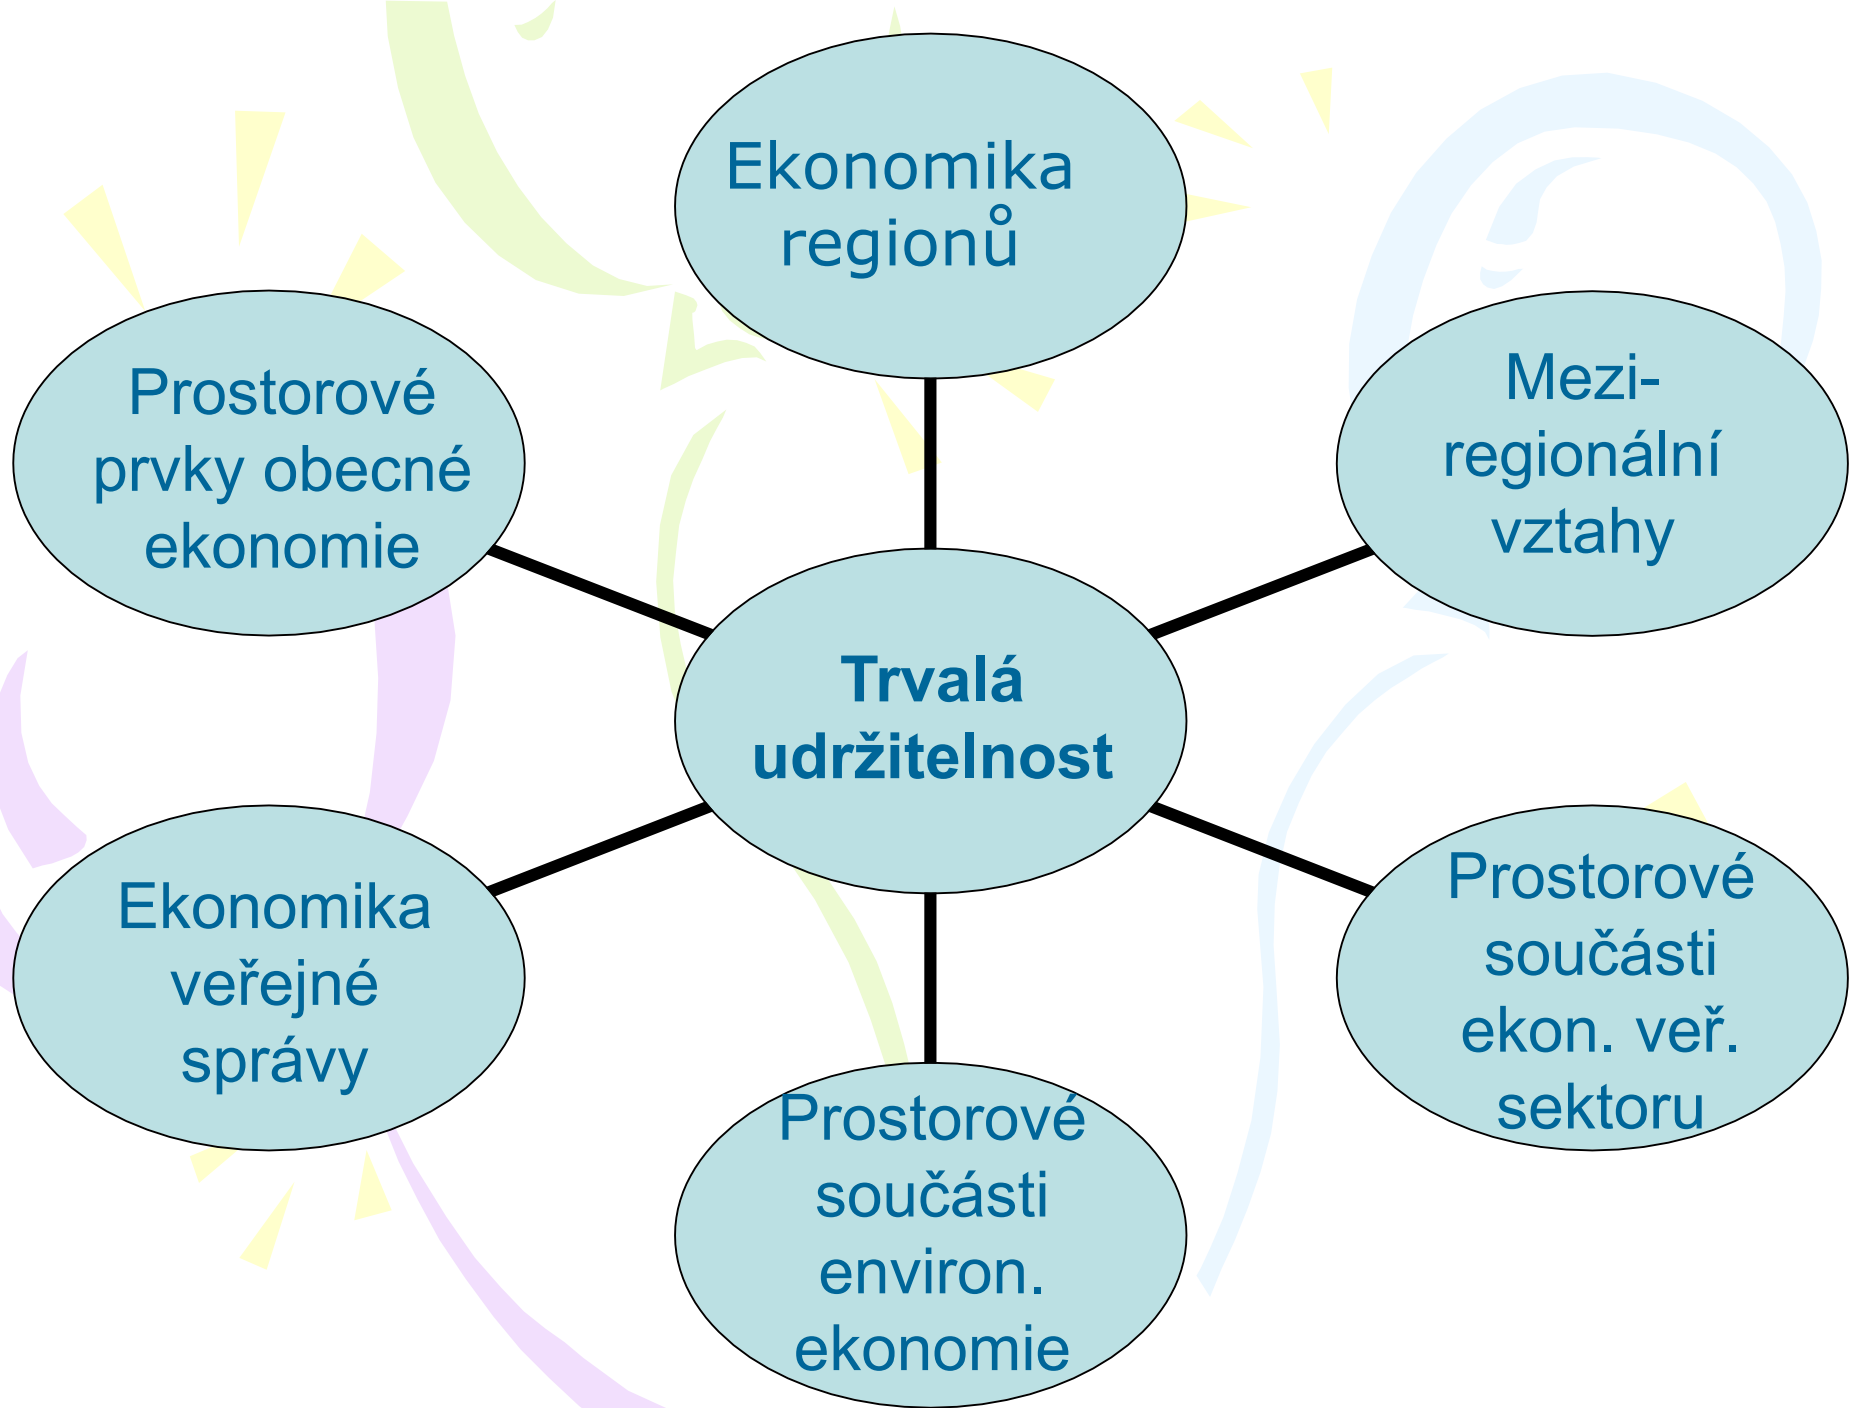 Ekonomika
regionů
Prostorové
prvky obecné
ekonomie
Mezi-
regionální
vztahy
Trvalá
udržitelnost
Ekonomika
veřejné
správy
Prostorové
součásti
ekon. veř.
sektoru
Prostorové
součásti
environ.
ekonomie